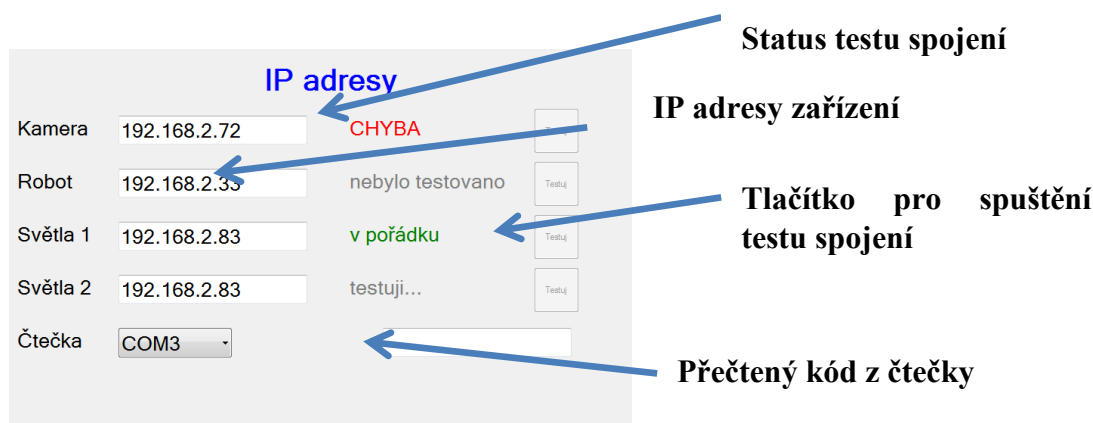 Status testu spojení
IP adresy
IP adresy zařízení
Kamera 192.168.2.72 CHYBA
Robot 192.168.2.33 nebylo testovano Testuj
Tlačítko pro spuštění
testu spojení
Světla 1 192.168.2.83 v pořádku Testuj
Světla 2 192.168.2.83 testuji... Testuj
Čtečka COM3
Přečtený kód z čtečky